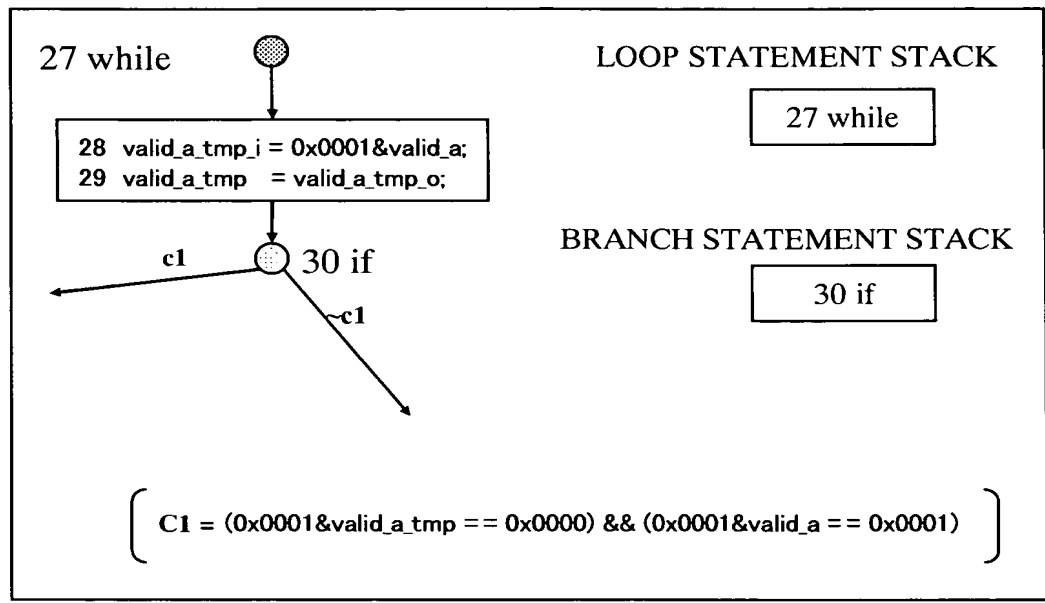 27 while
LOOP STATEMENT STACK
27 while
28 valid_a_tmp_i = 0x0001&valid_a;
29 valid_a_tmp = valid_a_tmp_o;
BRANCH STATEMENT STACK
c1
30 if
30 if
~c1
C1 = (0x0001&valid_a_tmp == 0x0000) && (0x0001&valid_a == 0x0001)